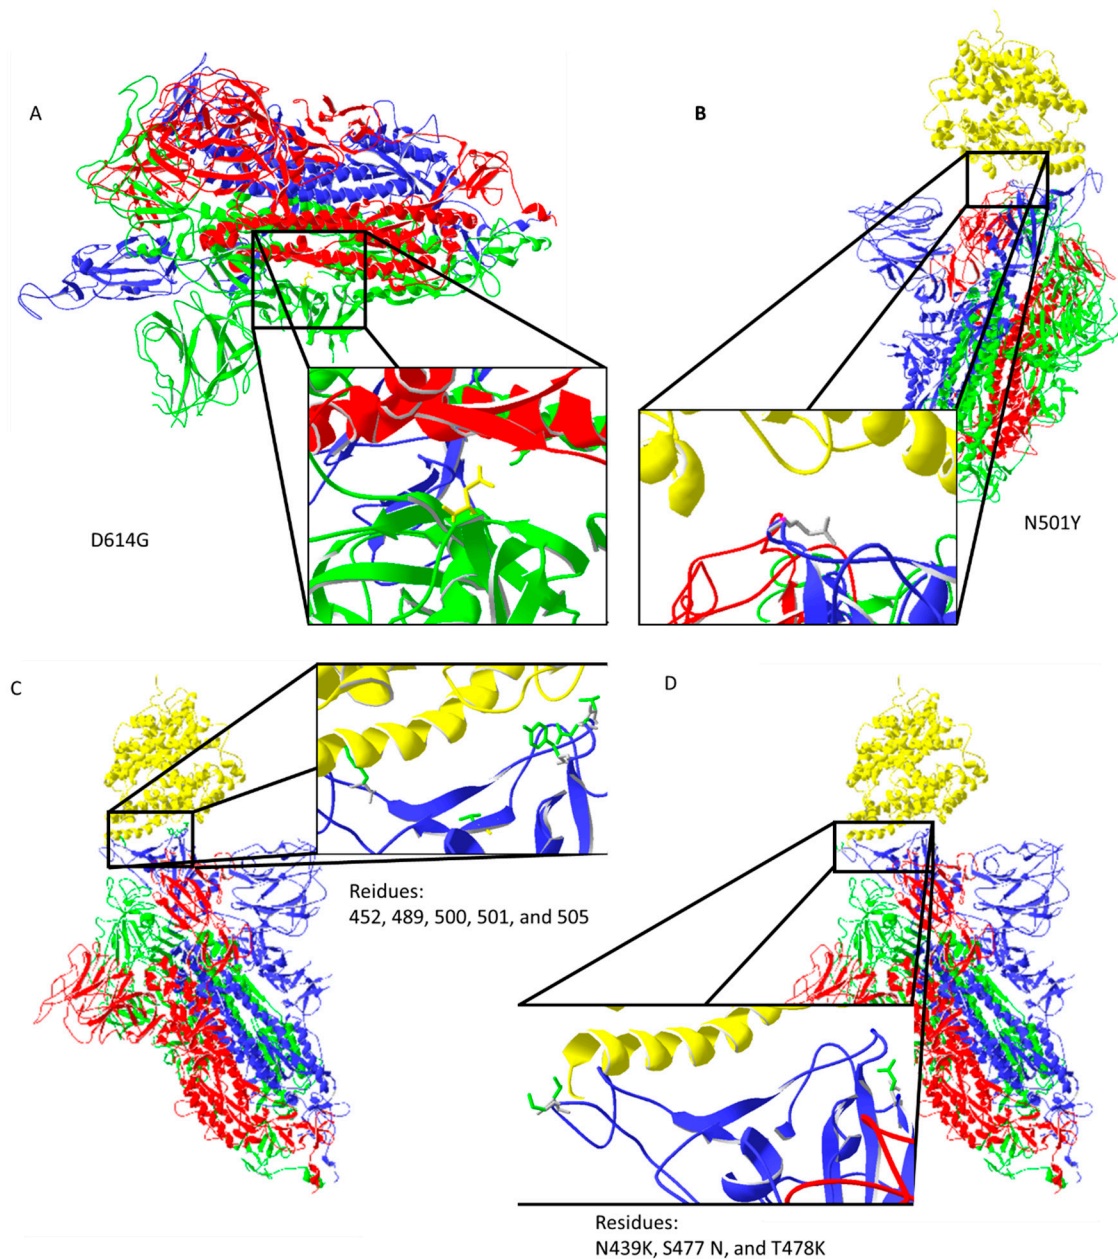 A
B
D614G
N501Y
C
D
Reidues:
452, 489, 500, 501, and 505
Residues:
N439K, S477 N, and T478K